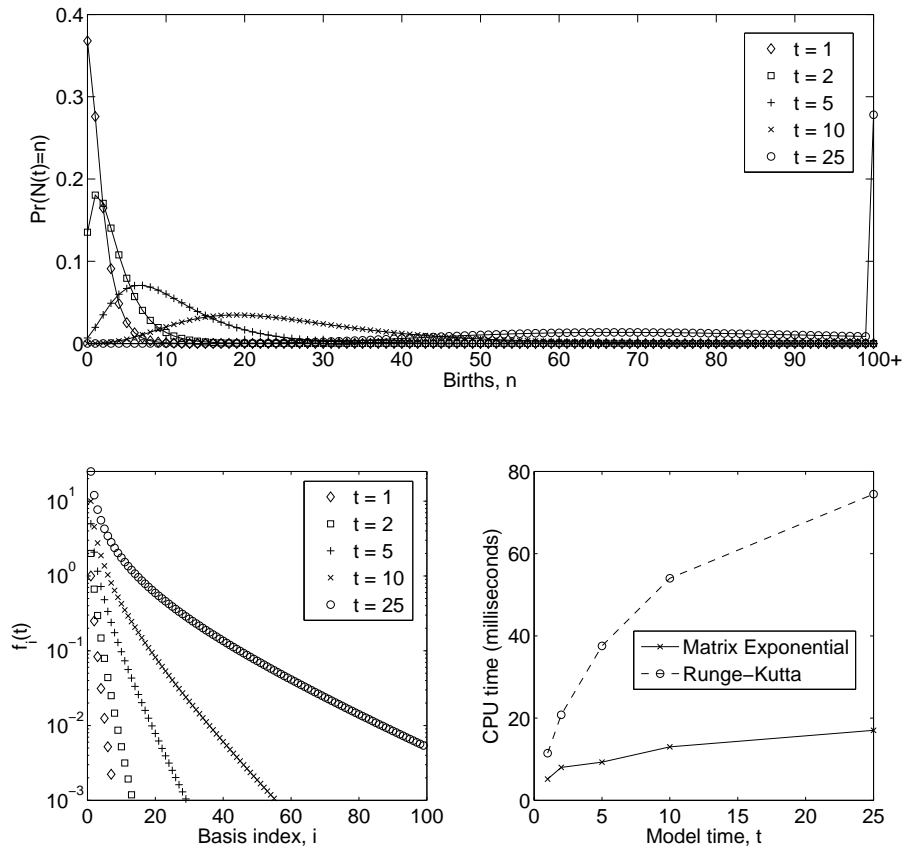 0.4
0.3
0.2
0.1
0
Pr(N(t)=n)
t = 1
t = 2
t = 5
t = 10
t = 25
0 10 20 30 40 50 60 70 80 90 100+
Births, n
10^1
10^0
10^−1
10^−2
10^−3
f_i(t)
t = 1
t = 2
t = 5
t = 10
t = 25
0 20 40 60 80 100
Basis index, i
80
60
40
20
0
CPU time (milliseconds)
Matrix Exponential
Runge−Kutta
0 5 10 15 20 25
Model time, t